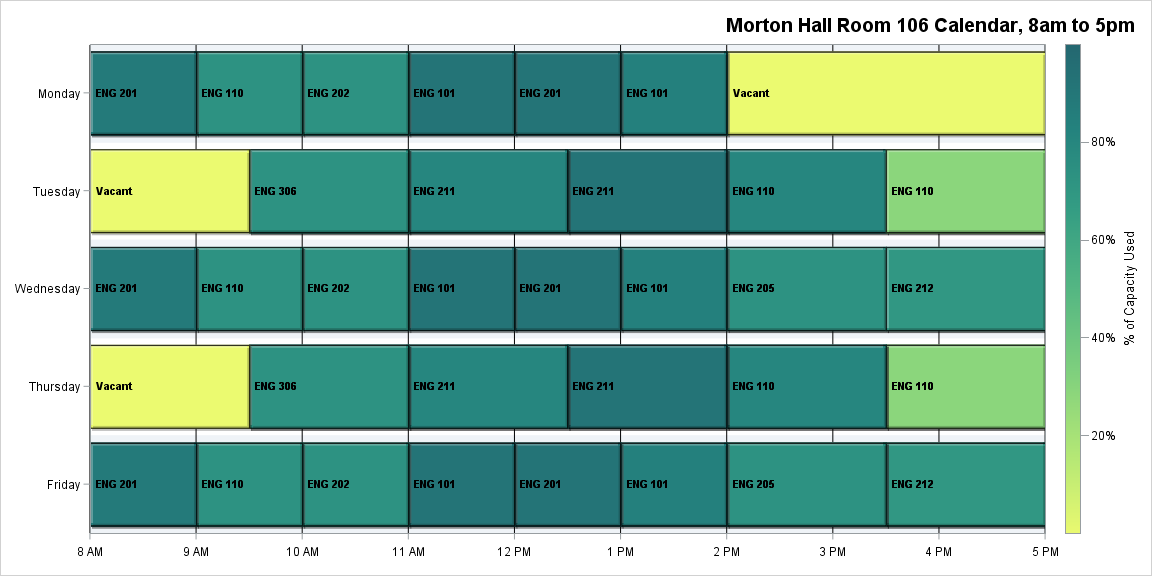 Morton Hall Room 106 Calendar, 8am to 5pm
Monday
ENG 201
ENG 110
ENG 202
ENG 101
ENG 201
ENG 101
Vacant
Tuesday
Vacant
ENG 306
ENG 211
ENG 211
ENG 110
ENG 110
Wednesday
ENG 201
ENG 110
ENG 202
ENG 101
ENG 201
ENG 101
ENG 205
ENG 212
Thursday
Vacant
ENG 306
ENG 211
ENG 211
ENG 110
ENG 110
Friday
ENG 201
ENG 110
ENG 202
ENG 101
ENG 201
ENG 101
ENG 205
ENG 212
8 AM
9 AM
10 AM
11 AM
12 PM
1 PM
2 PM
3 PM
4 PM
5 PM
80%
60%
40%
20%
% of Capacity Used